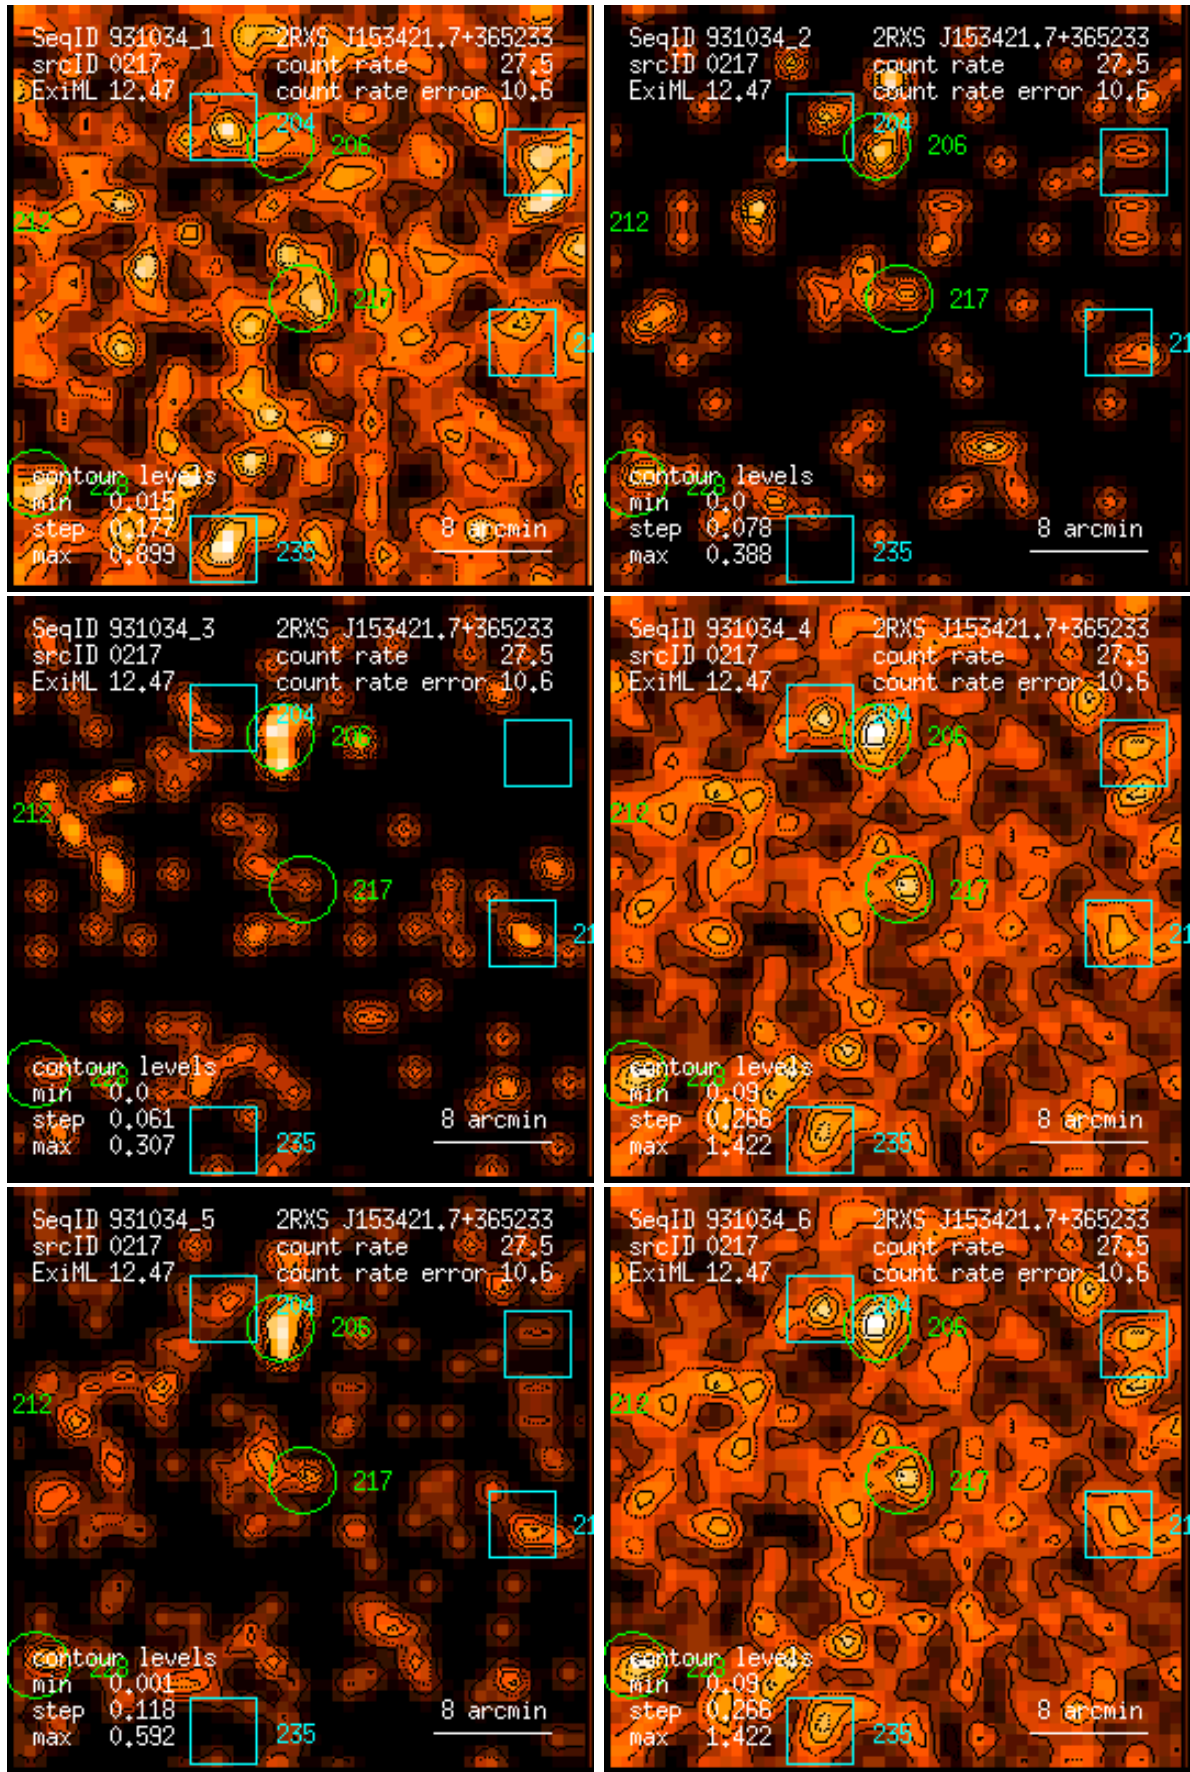 SeqID 931034_1 2RXS J153421.7+365233
srcID 0217 count rate 27.5
ExiML 12.47 count rate error 10.6
204
206
212
217
21
contour levels
228
min 0.015
step 0.177 8 arcmin
max 0.899 235
SeqID 931034_2 2RXS J153421.7+365233
srcID 0217 count rate 27.5
ExiML 12.47 count rate error 10.6
204
206
212
217
21
contour levels
228
min 0.0
step 0.078 8 arcmin
max 0.388 235
SeqID 931034_3 2RXS J153421.7+365233
srcID 0217 count rate 27.5
ExiML 12.47 count rate error 10.6
204
206
212
217
21
contour levels
228
min 0.0
step 0.061 8 arcmin
max 0.307 235
SeqID 931034_4 2RXS J153421.7+365233
srcID 0217 count rate 27.5
ExiML 12.47 count rate error 10.6
204
206
212
217
21
contour levels
228
min 0.09
step 0.266 8 arcmin
max 1.422 235
SeqID 931034_5 2RXS J153421.7+365233
srcID 0217 count rate 27.5
ExiML 12.47 count rate error 10.6
204
206
212
217
21
contour levels
228
min 0.001
step 0.118 8 arcmin
max 0.592 235
SeqID 931034_6 2RXS J153421.7+365233
srcID 0217 count rate 27.5
ExiML 12.47 count rate error 10.6
204
206
212
217
21
contour levels
228
min 0.09
step 0.266 8 arcmin
max 1.422 235